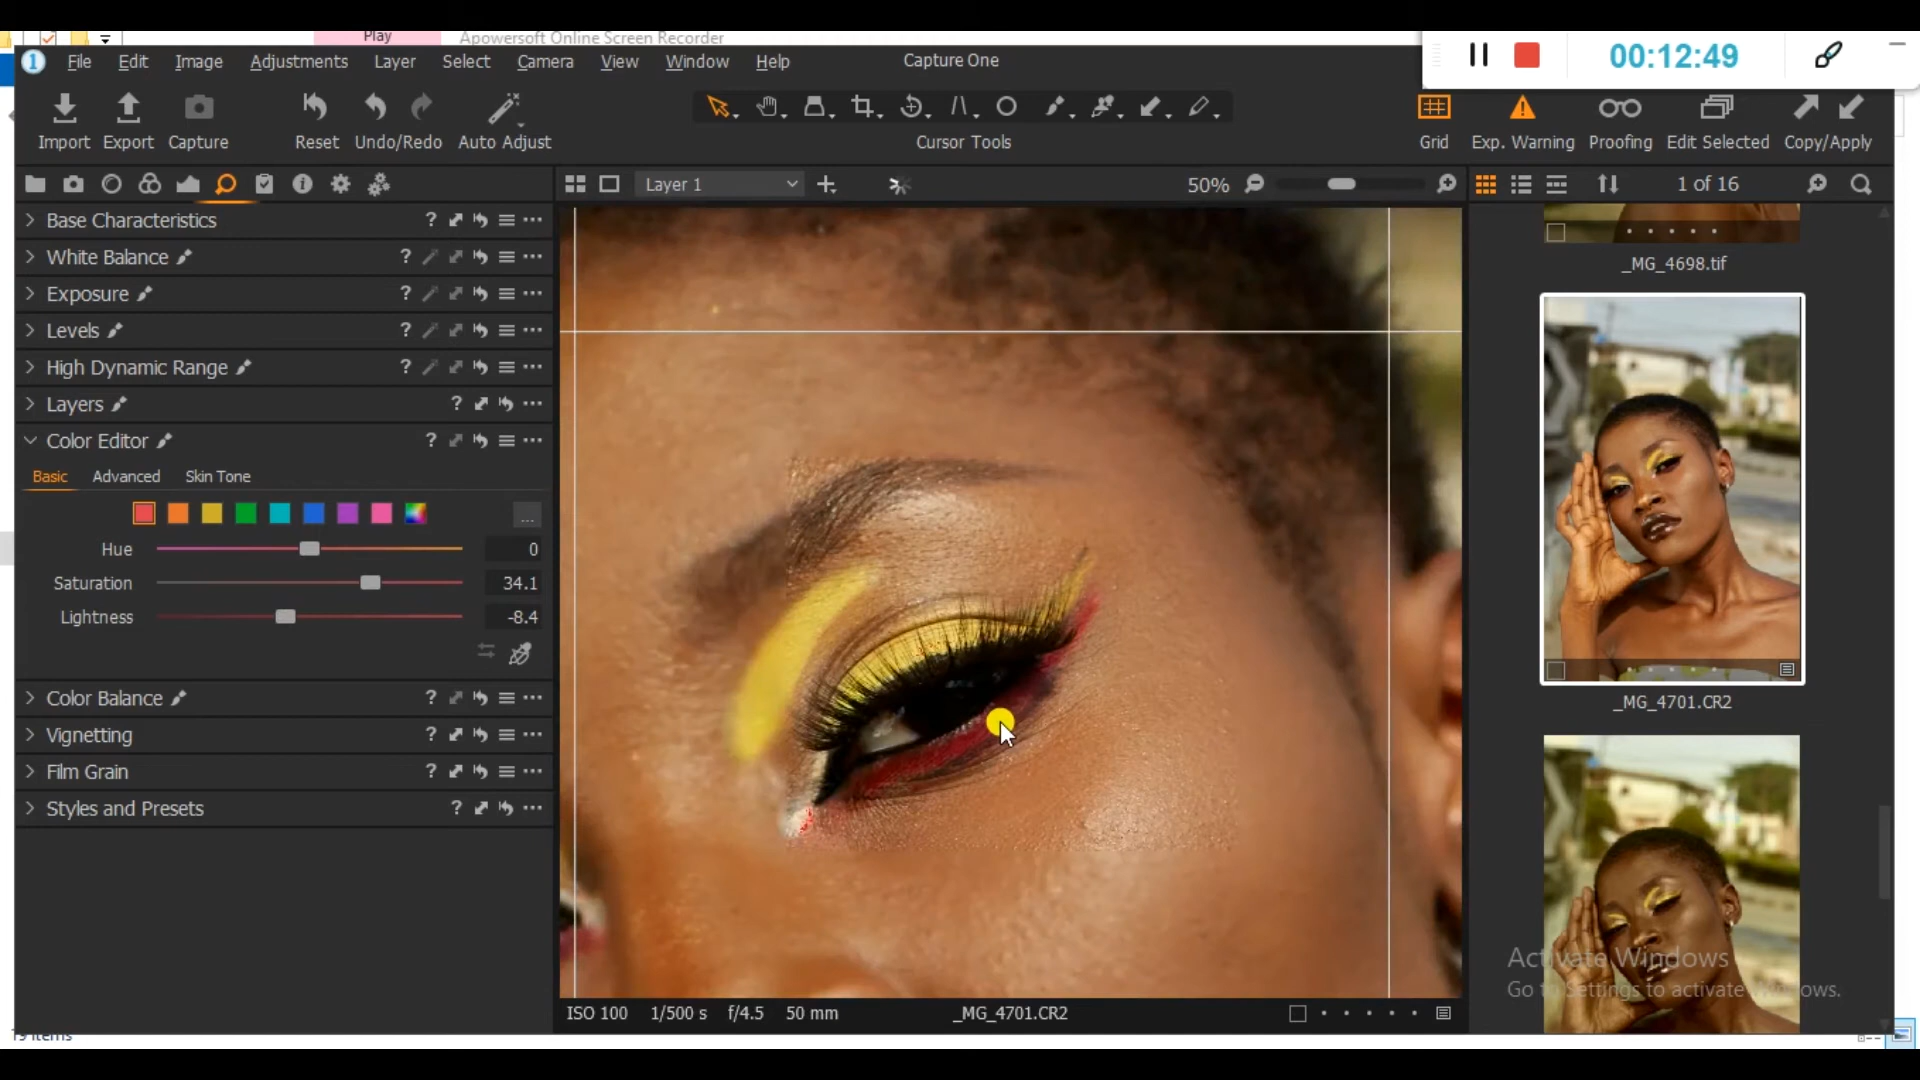 Play
Apowersoft Online Screen Recorder
File Edit Image Adjustments Layer Select Camera View Window Help
Capture One
00:12:49
Import Export Capture
Reset Undo/Redo Auto Adjust
Cursor Tools
Grid Exp. Warning Proofing Edit Selected Copy/Apply
Layer 1
50%
1 of 16
Base Characteristics
White Balance
Exposure
Levels
High Dynamic Range
Layers
Color Editor
Basic Advanced Skin Tone
...
Hue 0
Saturation 34.1
Lightness -8.4
Color Balance
Vignetting
Film Grain
Styles and Presets
_MG_4698.tif
_MG_4701.CR2
ISO 100 1/500 s f/4.5 50 mm
_MG_4701.CR2
Activate Windows
Go to Settings to activate Windows.
19 items